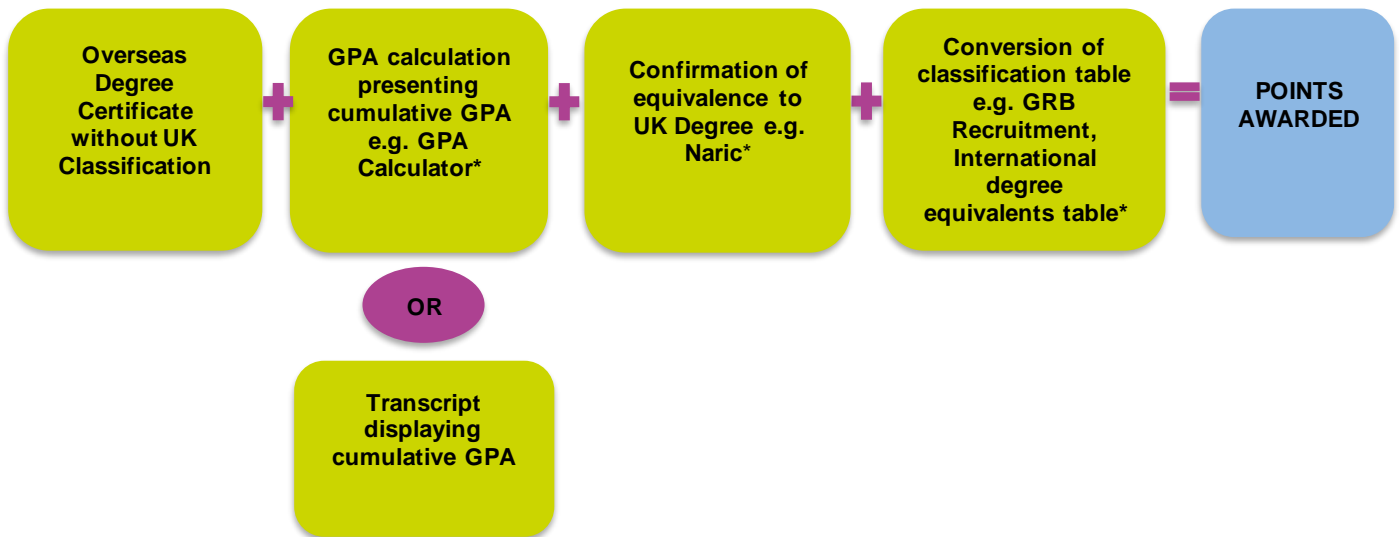 Overseas
Degree
Certificate
without UK
Classification
GPA calculation
presenting
cumulative GPA
e.g. GPA
Calculator*
Confirmation of
equivalence to
UK Degree e.g.
Naric*
Conversion of
classification table
e.g. GRB
Recruitment,
International
degree
equivalents table*
POINTS
AWARDED
OR
Transcript
displaying
cumulative GPA